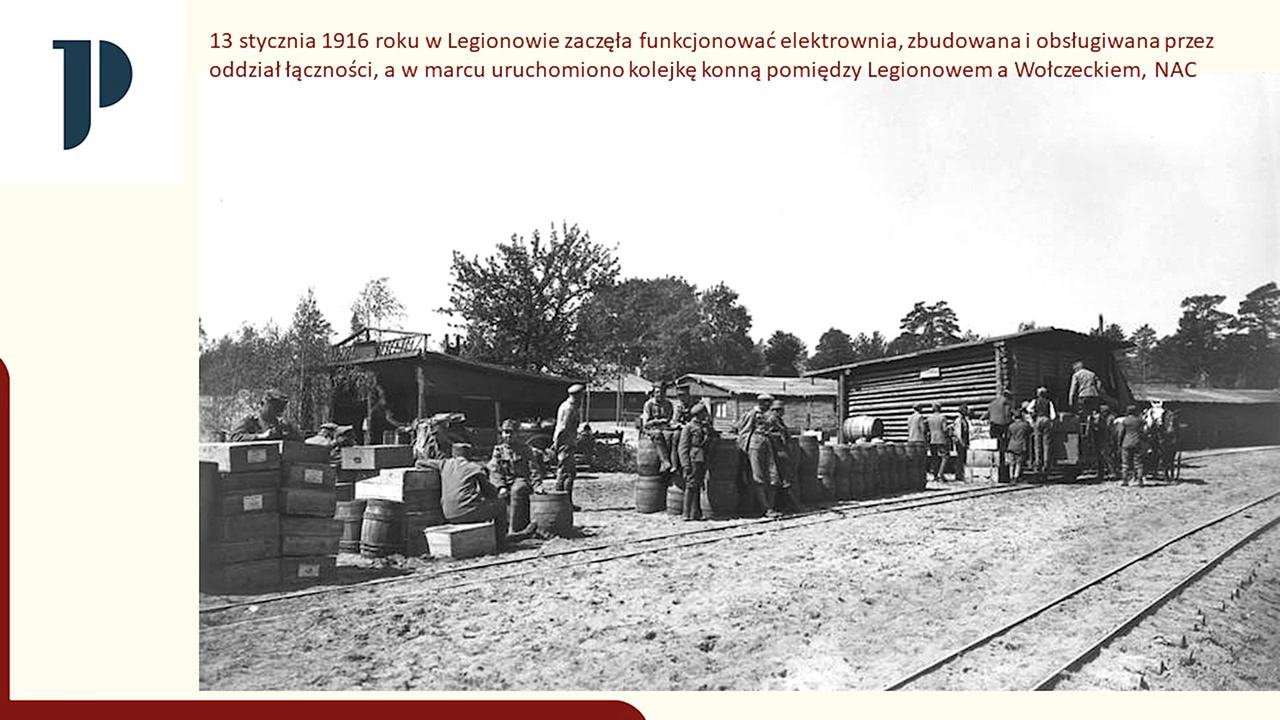 13 stycznia 1916 roku w Legionowie zaczęła funkcjonować elektrownia, zbudowana i obsługiwana przez
oddział łączności, a w marcu uruchomiono kolejkę konną pomiędzy Legionowem a Wołczeckiem, NAC